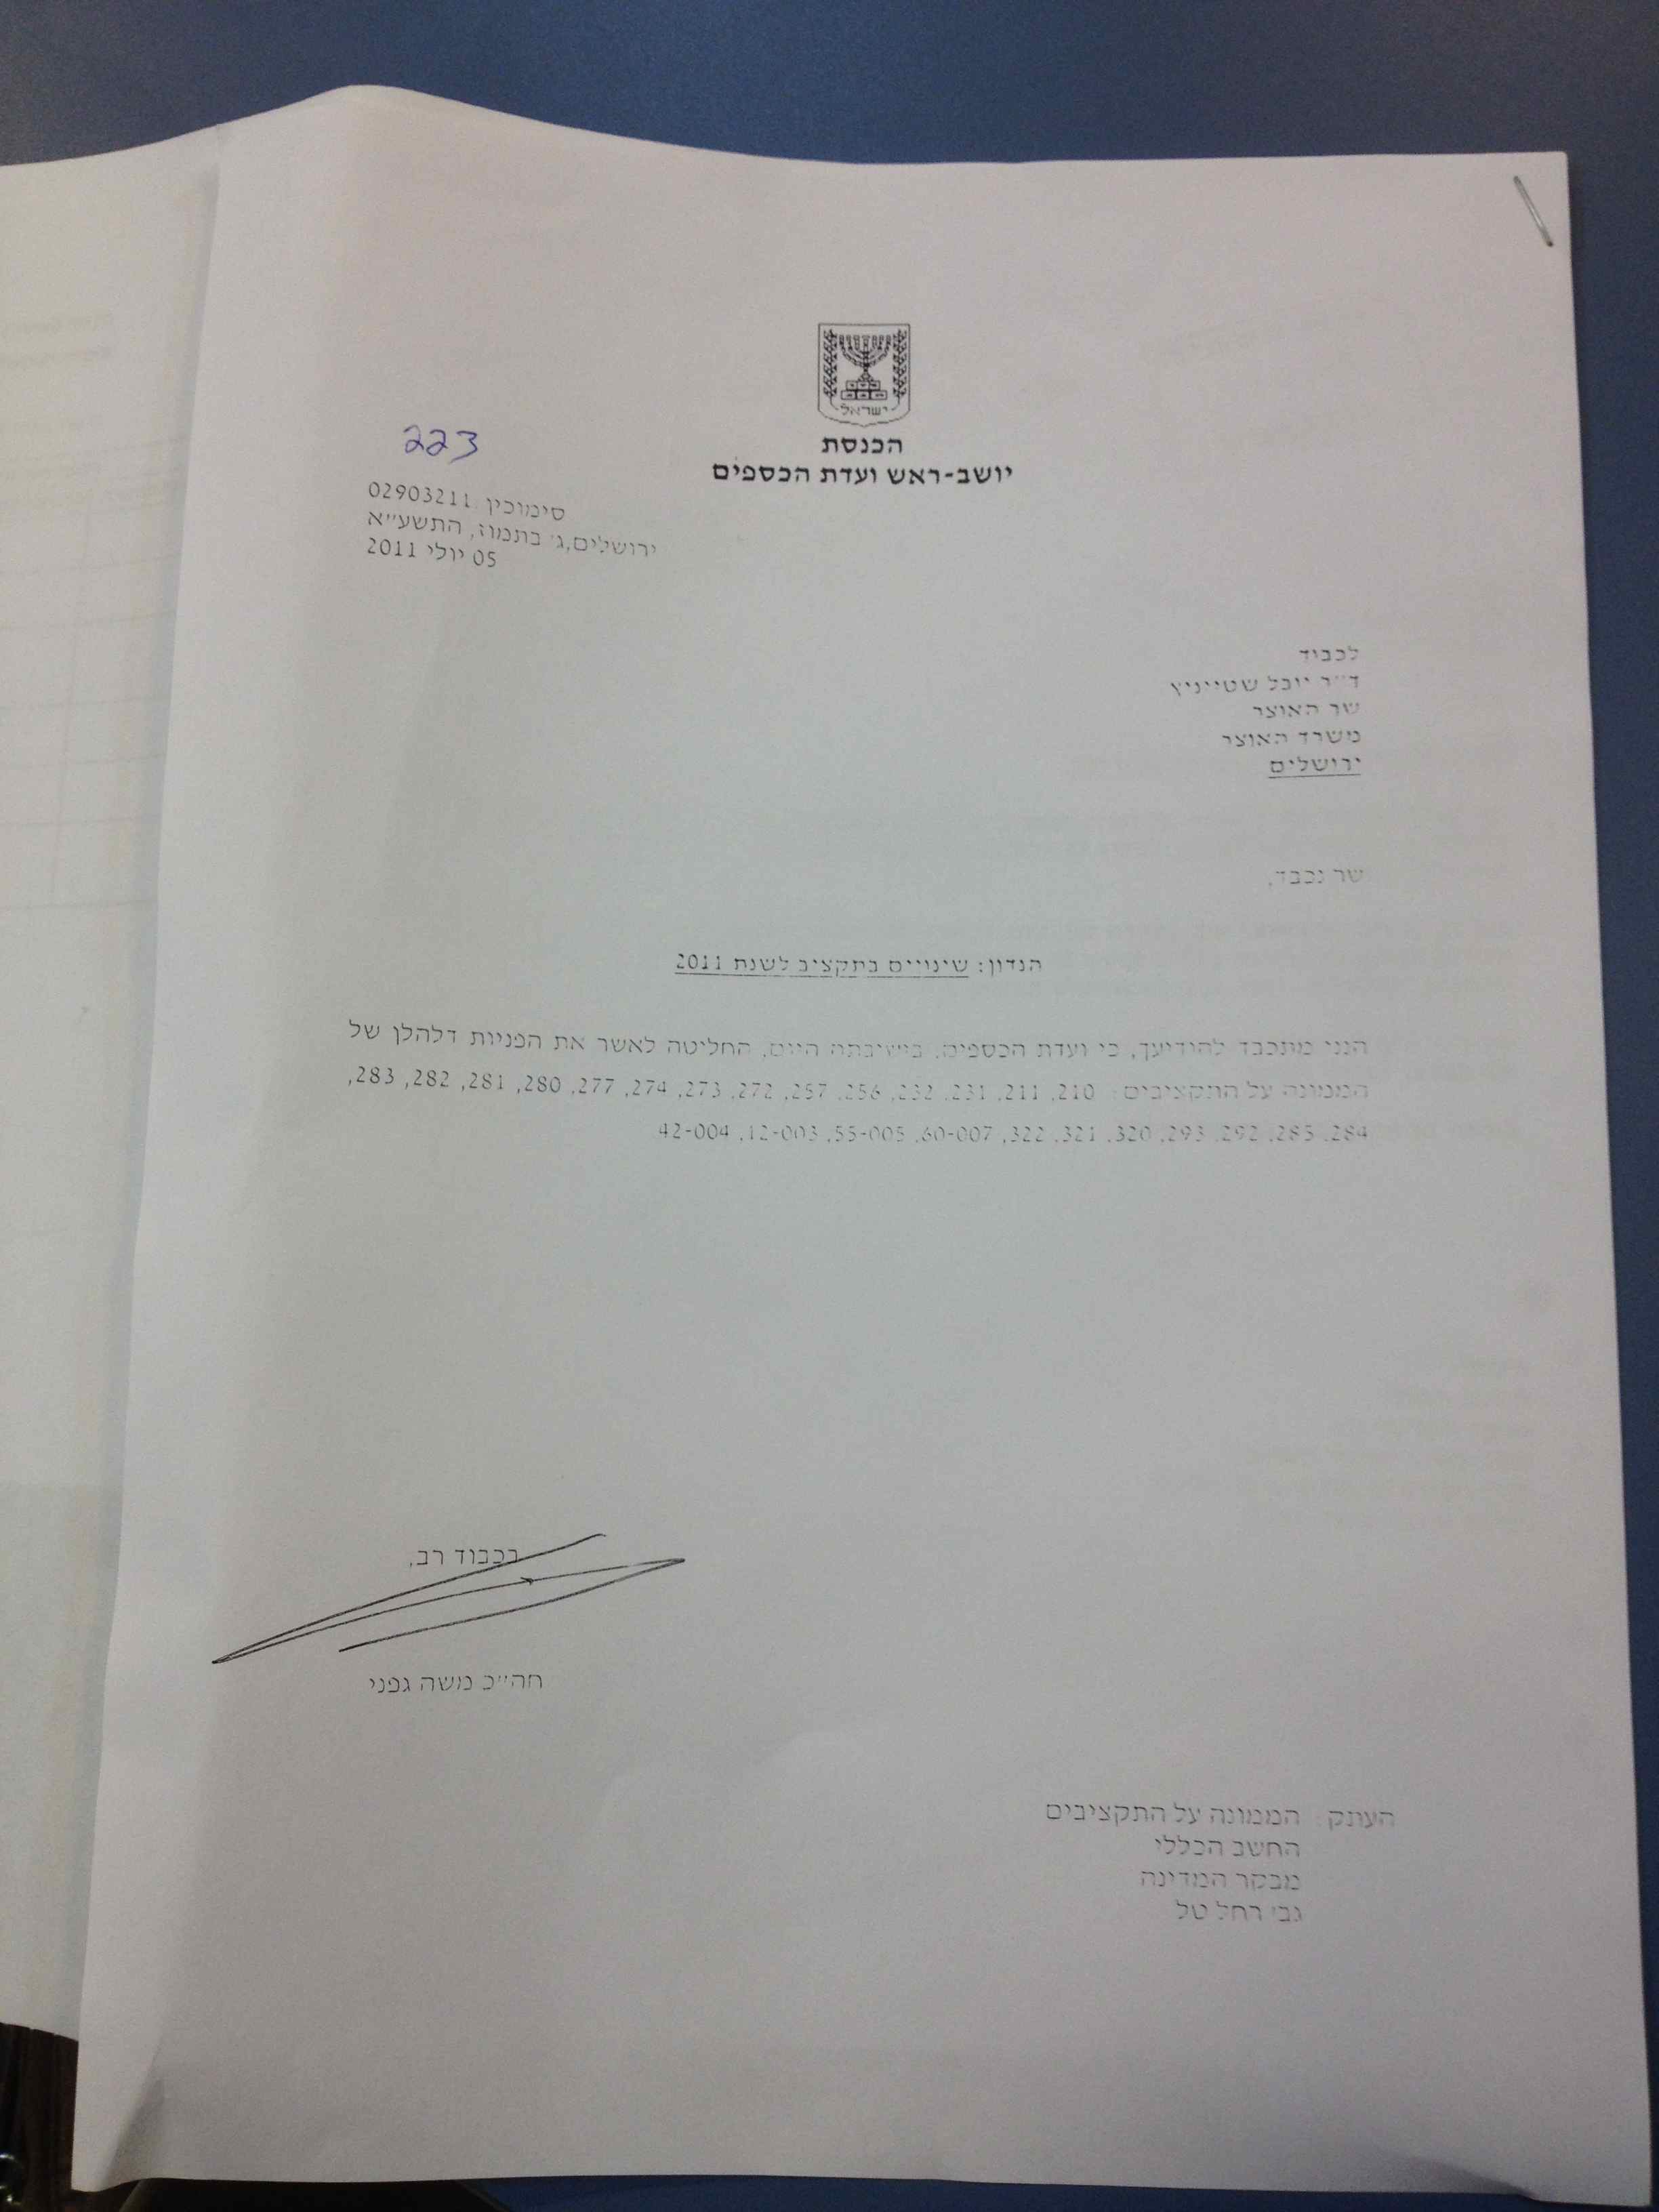 ישראל
הכנסת
יושב-ראש ועדת הכספים
223
סימוכין: 02903211
ירושלים, ג' בתמוז, התשע"א
05 יולי 2011
לכבוד
ד"ר יובל שטייניץ
שר האוצר
משרד האוצר
ירושלים
שר נכבד,
הנדון: שינויים בתקציב לשנת 2011
הנני מתכבד להודיעך, כי ועדת הכספים, בישיבתה היום, החליטה לאשר את הפניות דלהלן של
הממונה על התקציבים: 210, 211, 231, 232, 256, 257, 272, 273, 274, 277, 280, 281, 282, 283,
284, 285, 292, 293, 320, 321, 322, 60-007, 55-005, 12-003, 42-004
בכבוד רב,
חה"כ משה גפני
העתק: הממונה על התקציבים
החשב הכללי
מבקר המדינה
גבי רחל טל